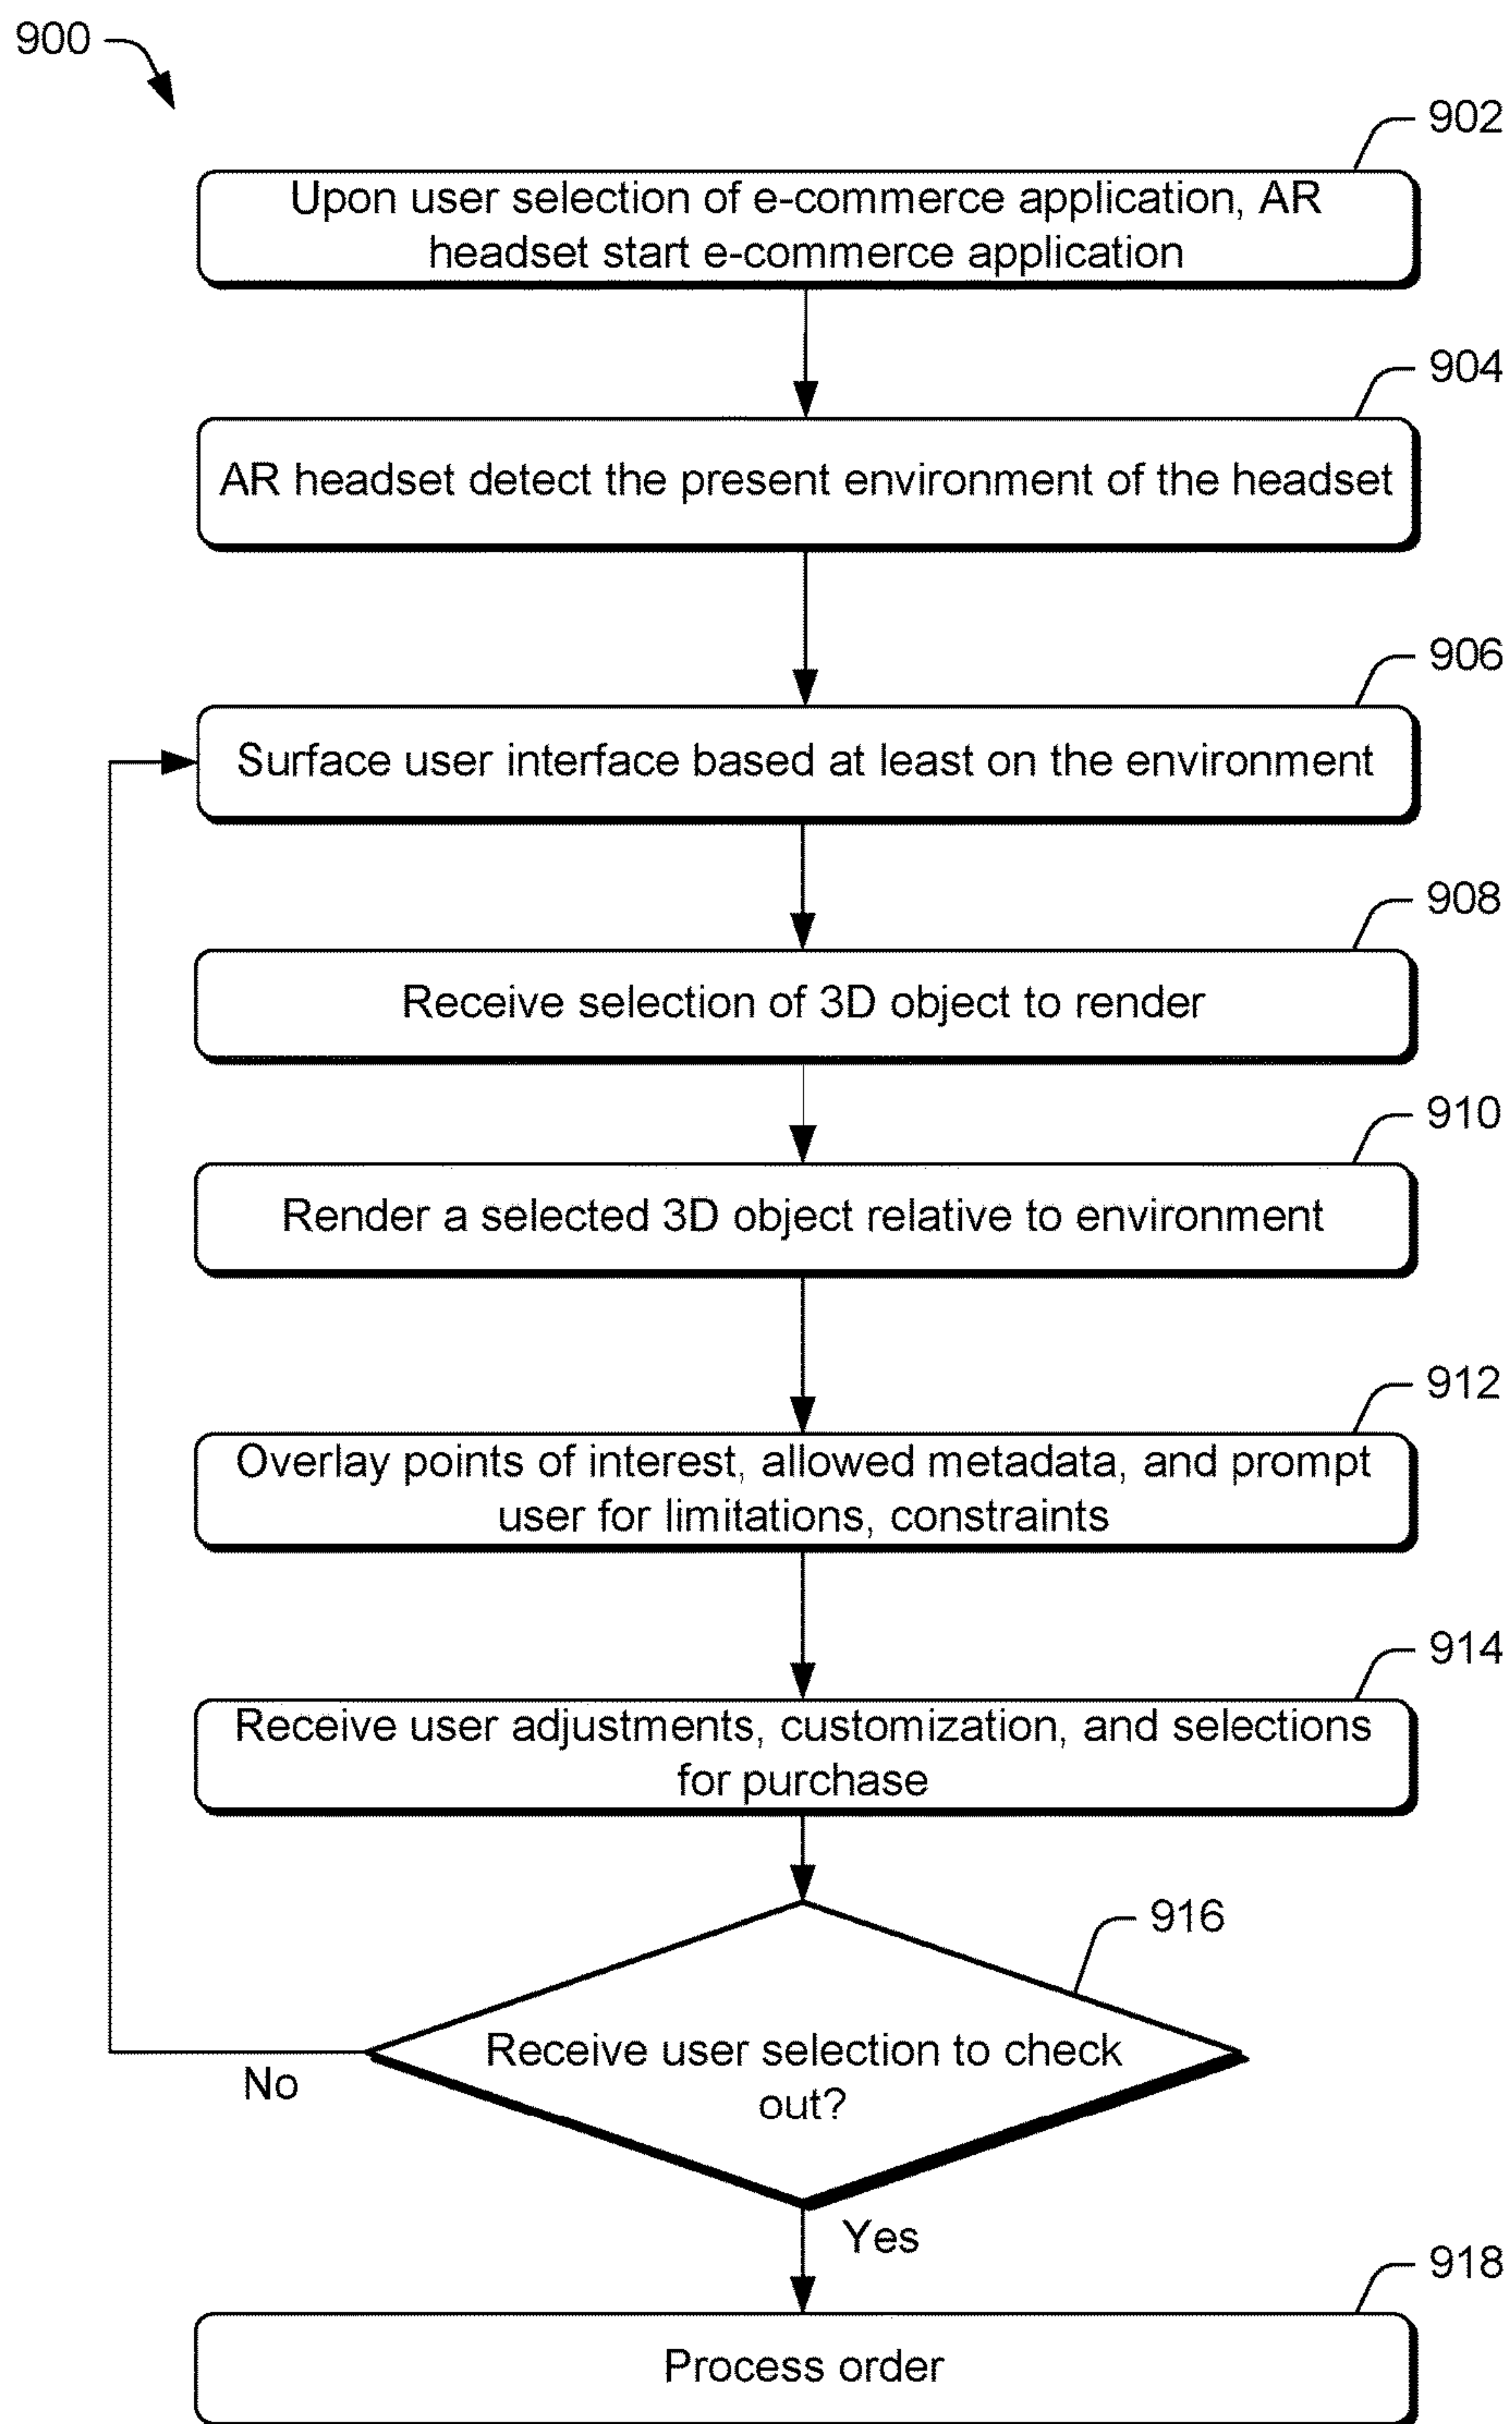 900
902
Upon user selection of e-commerce application, AR
headset start e-commerce application
904
AR headset detect the present environment of the headset
906
Surface user interface based at least on the environment
908
Receive selection of 3D object to render
910
Render a selected 3D object relative to environment
912
Overlay points of interest, allowed metadata, and prompt
user for limitations, constraints
914
Receive user adjustments, customization, and selections
for purchase
916
Receive user selection to check
out?
No
Yes
918
Process order